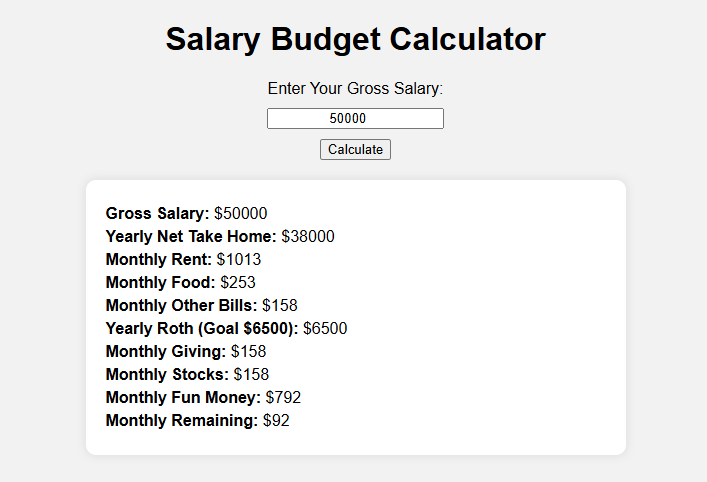 Salary Budget Calculator
Enter Your Gross Salary:
50000
Calculate
Gross Salary: $50000
Yearly Net Take Home: $38000
Monthly Rent: $1013
Monthly Food: $253
Monthly Other Bills: $158
Yearly Roth (Goal $6500): $6500
Monthly Giving: $158
Monthly Stocks: $158
Monthly Fun Money: $792
Monthly Remaining: $92